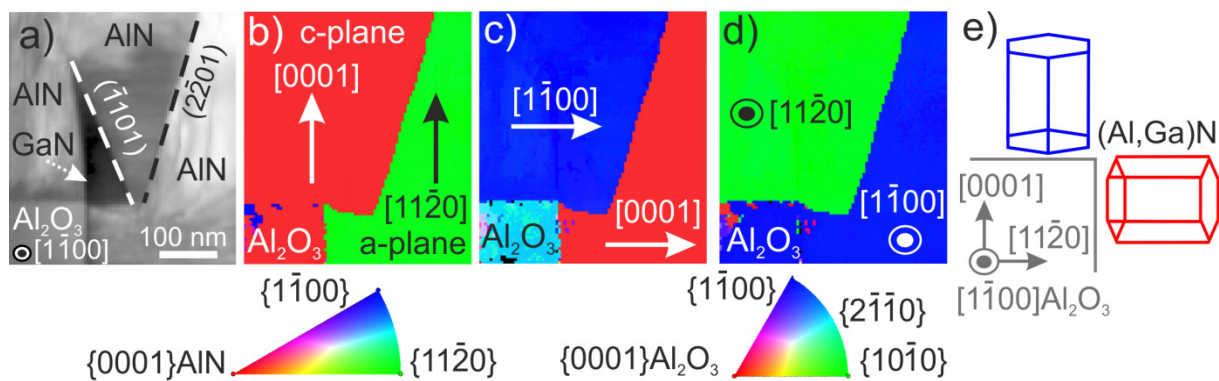 a)
AlN
AlN
GaN
(1̄101)
(22̄01)
AlN
Al₂O₃
[11̄00]
100 nm
b)
c-plane
[0001]
[112̄0]
Al₂O₃
a-plane
c)
[11̄00]
[0001]
Al₂O₃
d)
[112̄0]
[11̄00]
Al₂O₃
e)
(Al,Ga)N
[0001]
[112̄0]
[11̄00]Al₂O₃
{11̄00}
{0001}AlN
{112̄0}
{11̄00}
{21̄1̄0}
{0001}Al₂O₃
{101̄0}